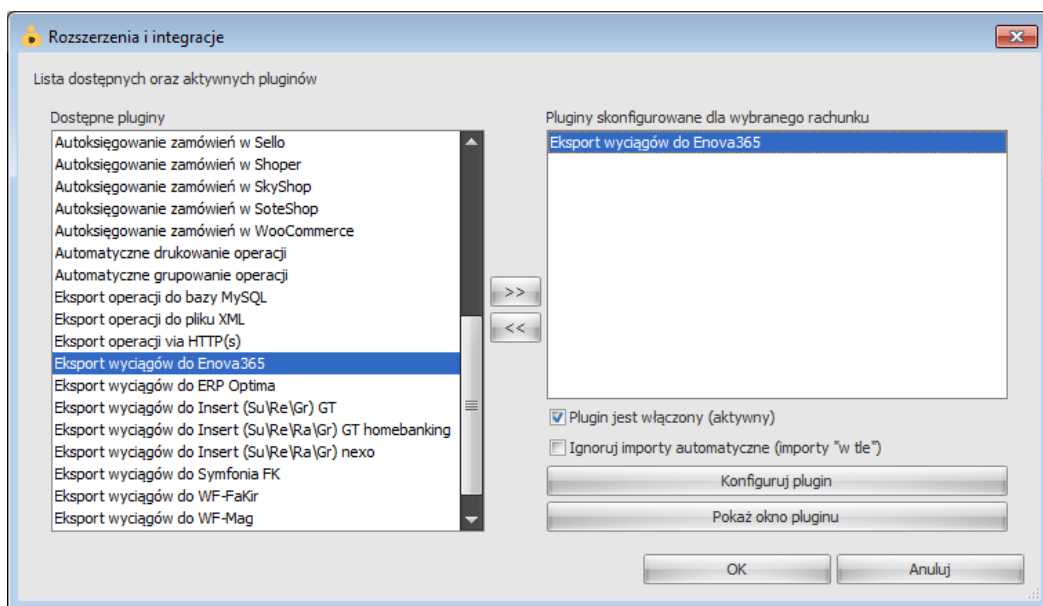 Rozszerzenia i integracje
Lista dostępnych oraz aktywnych pluginów
Dostępne pluginy
Autoksięgowanie zamówień w Sello
Autoksięgowanie zamówień w Shoper
Autoksięgowanie zamówień w SkyShop
Autoksięgowanie zamówień w SoteShop
Autoksięgowanie zamówień w WooCommerce
Automatyczne drukowanie operacji
Automatyczne grupowanie operacji
Eksport operacji do bazy MySQL
Eksport operacji do pliku XML
Eksport operacji via HTTP(s)
Eksport wyciągów do Enova365
Eksport wyciągów do ERP Optima
Eksport wyciągów do Insert (Su\Re\Gr) GT
Eksport wyciągów do Insert (Su\Re\Ra\Gr) GT homebanking
Eksport wyciągów do Insert (Su\Re\Ra\Gr) nexo
Eksport wyciągów do Symfonia FK
Eksport wyciągów do WF-FaKir
Eksport wyciągów do WF-Mag
>>
<<
Pluginy skonfigurowane dla wybranego rachunku
Eksport wyciągów do Enova365
Plugin jest włączony (aktywny)
Ignoruj importy automatyczne (importy "w tle")
Konfiguruj plugin
Pokaż okno pluginu
OK
Anuluj